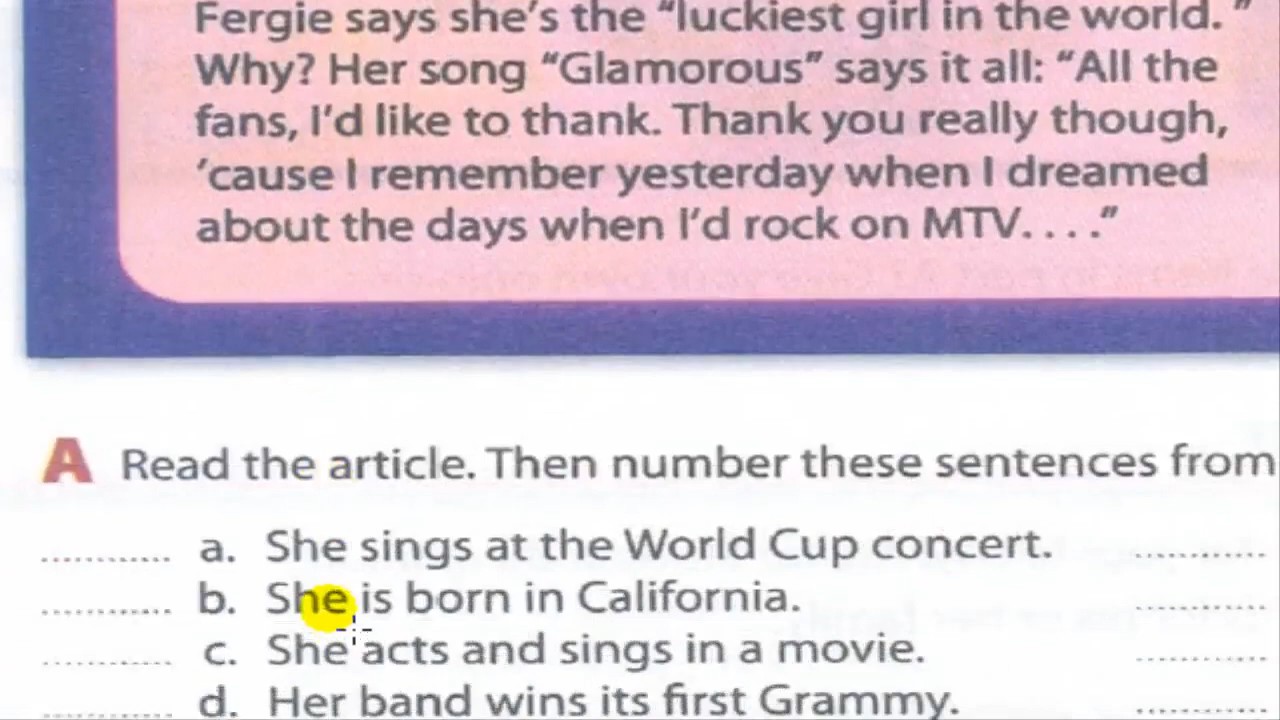 Fergie says she's the "luckiest girl in the world."
Why? Her song "Glamorous" says it all: "All the
fans, I'd like to thank. Thank you really though,
'cause I remember yesterday when I dreamed
about the days when I'd rock on MTV. . . ."
A Read the article. Then number these sentences from
a. She sings at the World Cup concert.
b. She is born in California.
c. She acts and sings in a movie.
d. Her band wins its first Grammy.